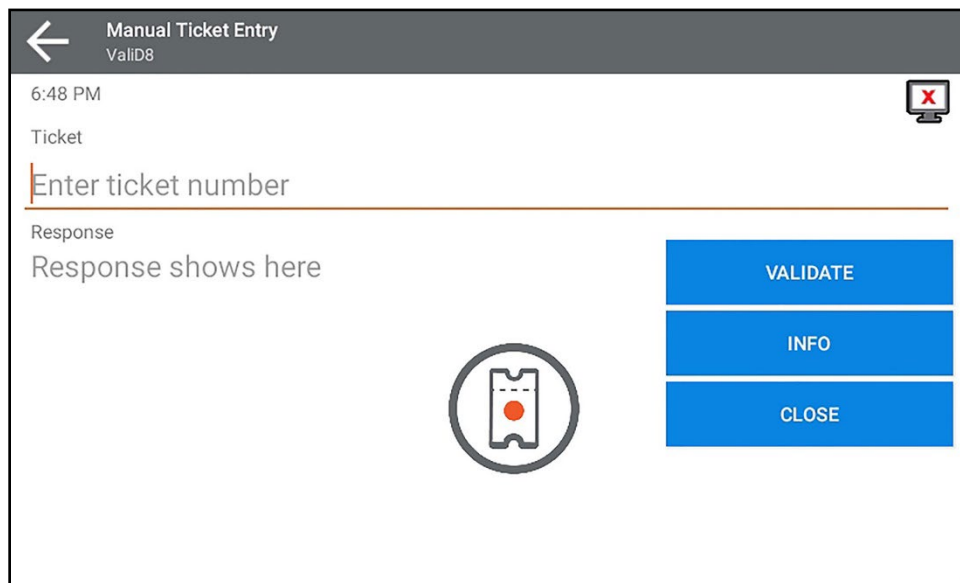 Manual Ticket Entry
ValiD8
6:48 PM
X
Ticket
Enter ticket number
Response
Response shows here
VALIDATE
INFO
CLOSE